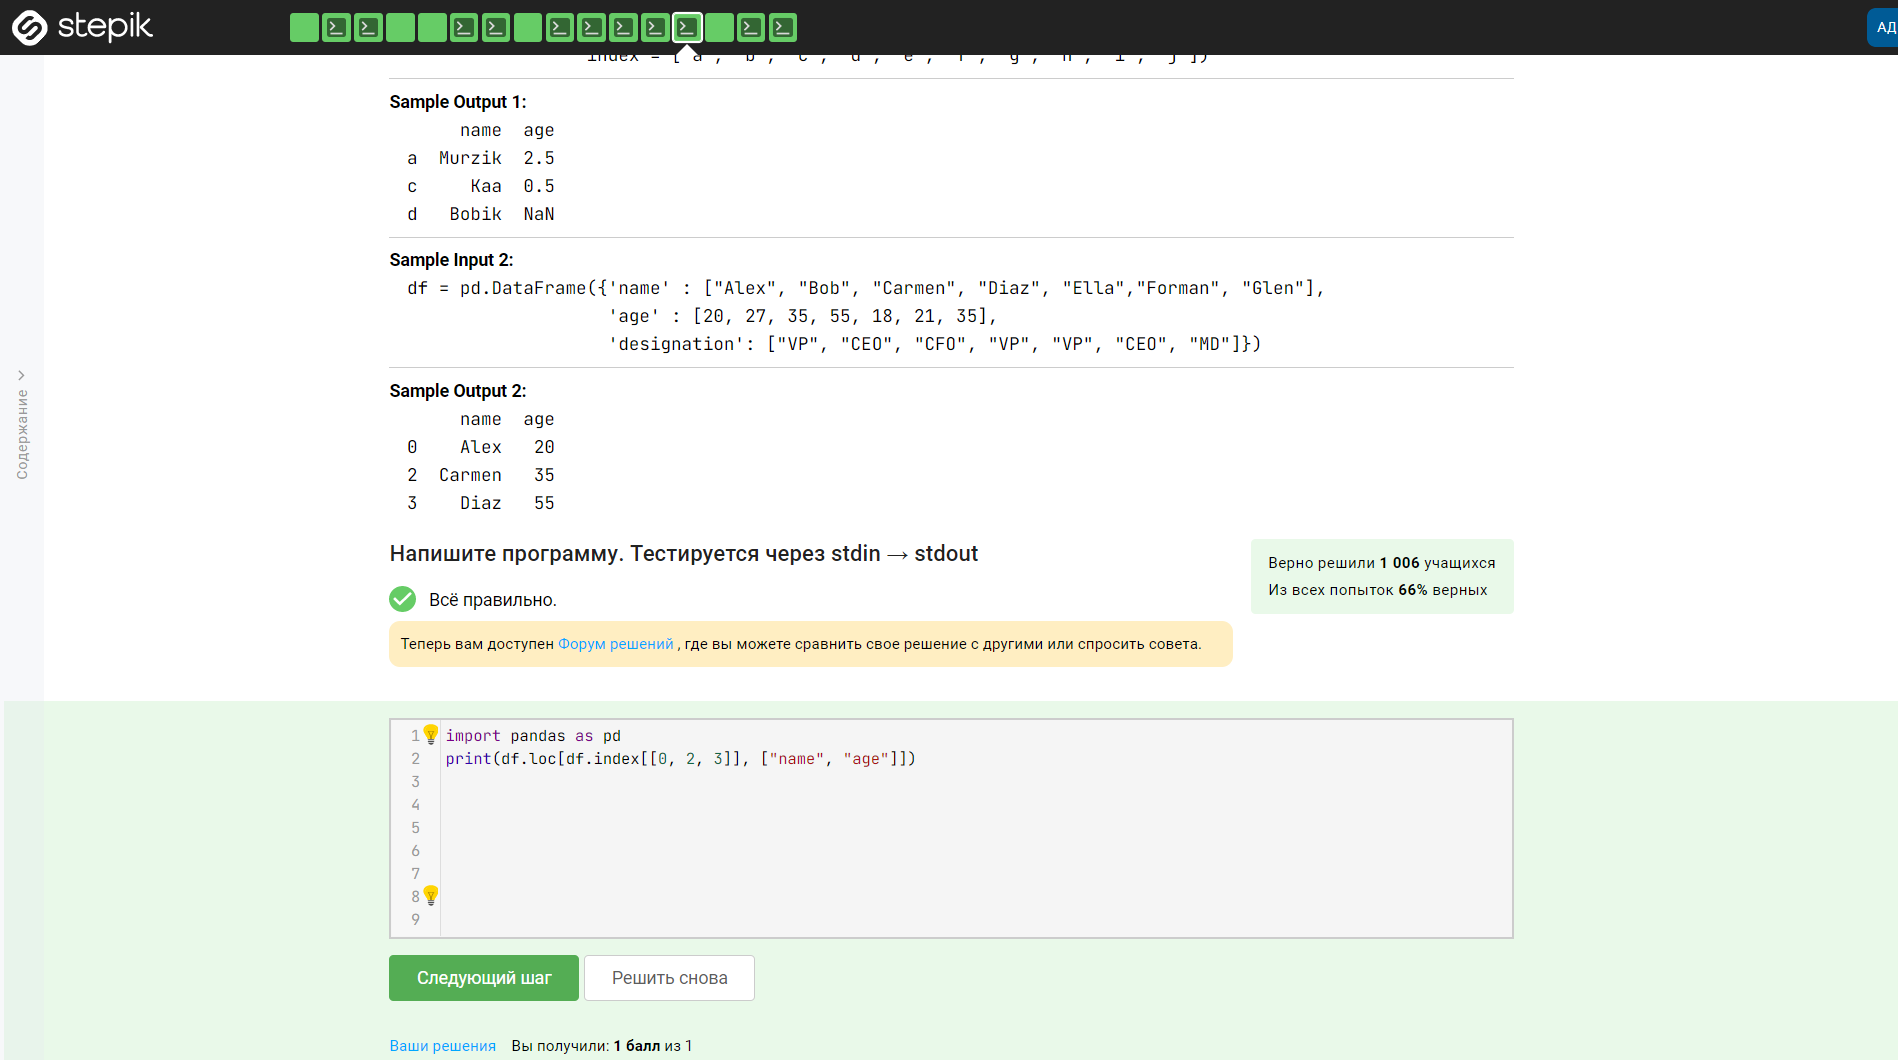 stepik
АД
index = ['a', 'b', 'c', 'd', 'e', 'f', 'g', 'h', 'i', 'j'])
Sample Output 1:
name age
a Murzik 2.5
c Kaa 0.5
d Bobik NaN
Sample Input 2:
df = pd.DataFrame({'name' : ["Alex", "Bob", "Carmen", "Diaz", "Ella","Forman", "Glen"],
'age' : [20, 27, 35, 55, 18, 21, 35],
'designation': ["VP", "CEO", "CFO", "VP", "VP", "CEO", "MD"]})
Содержание
Sample Output 2:
name age
0 Alex 20
2 Carmen 35
3 Diaz 55
Напишите программу. Тестируется через stdin → stdout
Верно решили 1 006 учащихся
Из всех попыток 66% верных
Всё правильно.
Теперь вам доступен Форум решений , где вы можете сравнить свое решение с другими или спросить совета.
1 import pandas as pd
2 print(df.loc[df.index[[0, 2, 3]], ["name", "age"]])
3
4
5
6
7
8
9
Следующий шаг
Решить снова
Ваши решения Вы получили: 1 балл из 1